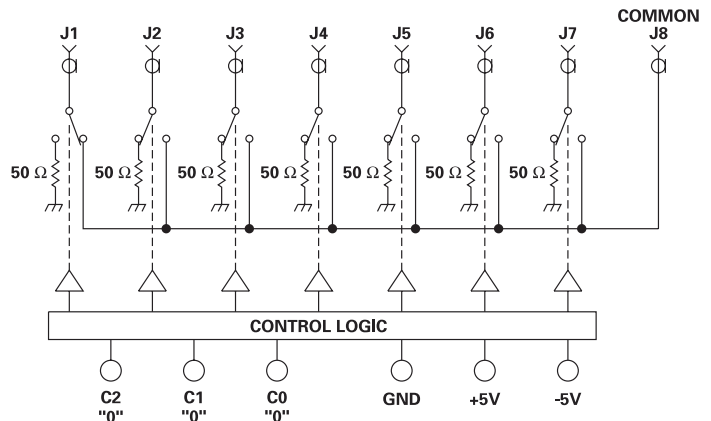 COMMON
J1 J2 J3 J4 J5 J6 J7 J8
50 Ω 50 Ω 50 Ω 50 Ω 50 Ω 50 Ω 50 Ω
CONTROL LOGIC
C2 C1 C0 GND +5V -5V
"0" "0" "0"